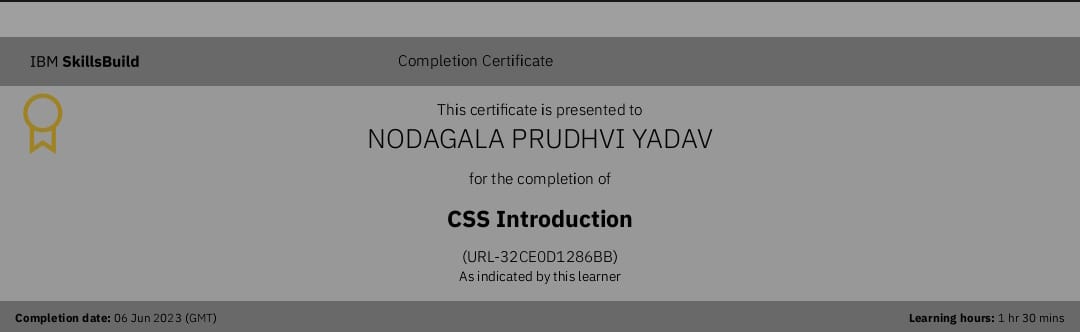 IBM SkillsBuild
Completion Certificate
This certificate is presented to
NODAGALA PRUDHVI YADAV
for the completion of
CSS Introduction
(URL-32CE0D1286BB)
As indicated by this learner
Completion date: 06 Jun 2023 (GMT)
Learning hours: 1 hr 30 mins